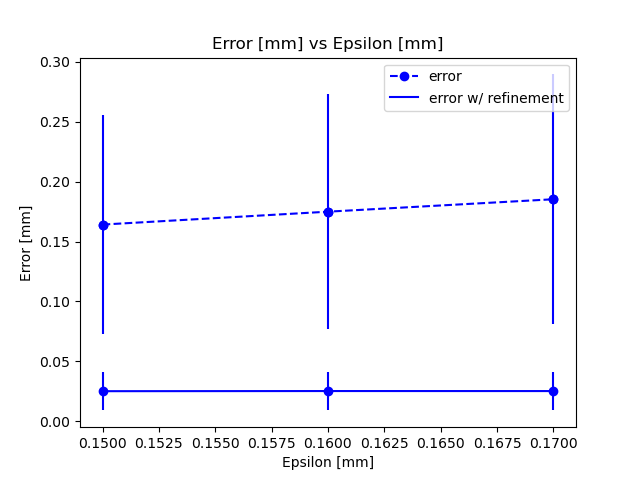 Error [mm] vs Epsilon [mm]
error
error w/ refinement
0.30
0.25
0.20
0.15
0.10
0.05
0.00
Error [mm]
0.1500 0.1525 0.1550 0.1575 0.1600 0.1625 0.1650 0.1675 0.1700
Epsilon [mm]